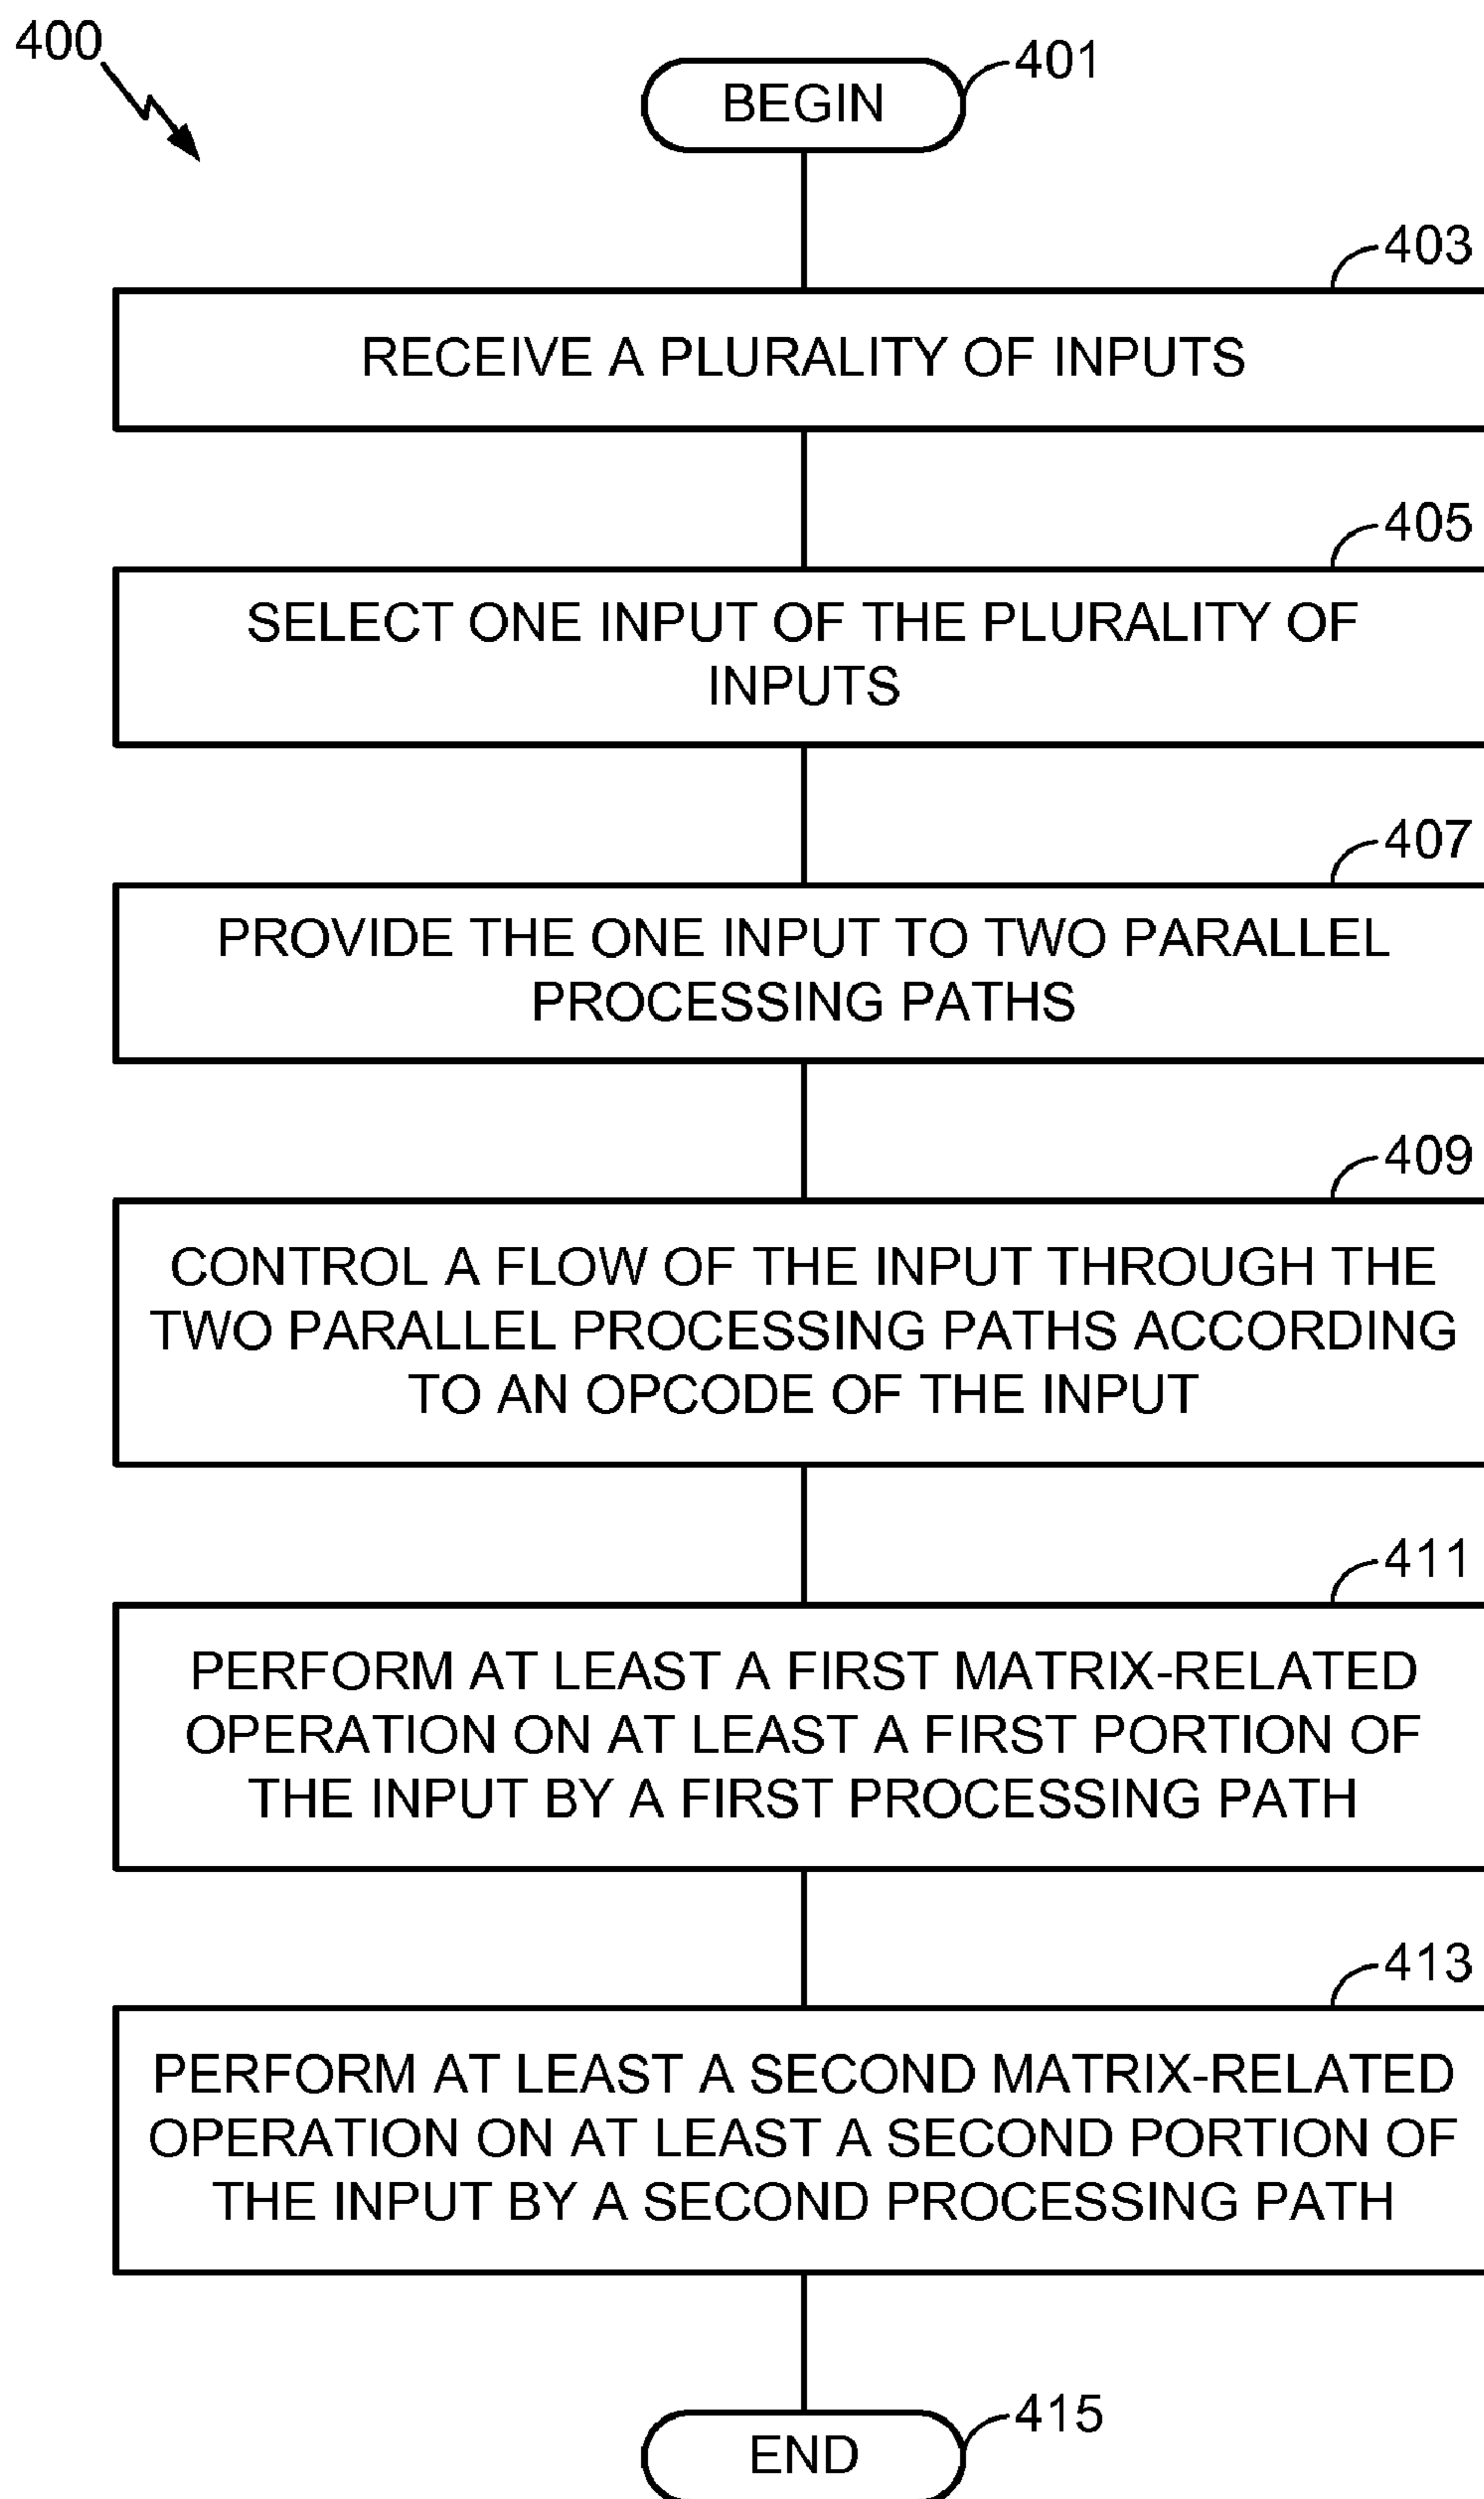 400
BEGIN
401
403
RECEIVE A PLURALITY OF INPUTS
405
SELECT ONE INPUT OF THE PLURALITY OF
INPUTS
407
PROVIDE THE ONE INPUT TO TWO PARALLEL
PROCESSING PATHS
409
CONTROL A FLOW OF THE INPUT THROUGH THE
TWO PARALLEL PROCESSING PATHS ACCORDING
TO AN OPCODE OF THE INPUT
411
PERFORM AT LEAST A FIRST MATRIX-RELATED
OPERATION ON AT LEAST A FIRST PORTION OF
THE INPUT BY A FIRST PROCESSING PATH
413
PERFORM AT LEAST A SECOND MATRIX-RELATED
OPERATION ON AT LEAST A SECOND PORTION OF
THE INPUT BY A SECOND PROCESSING PATH
415
END